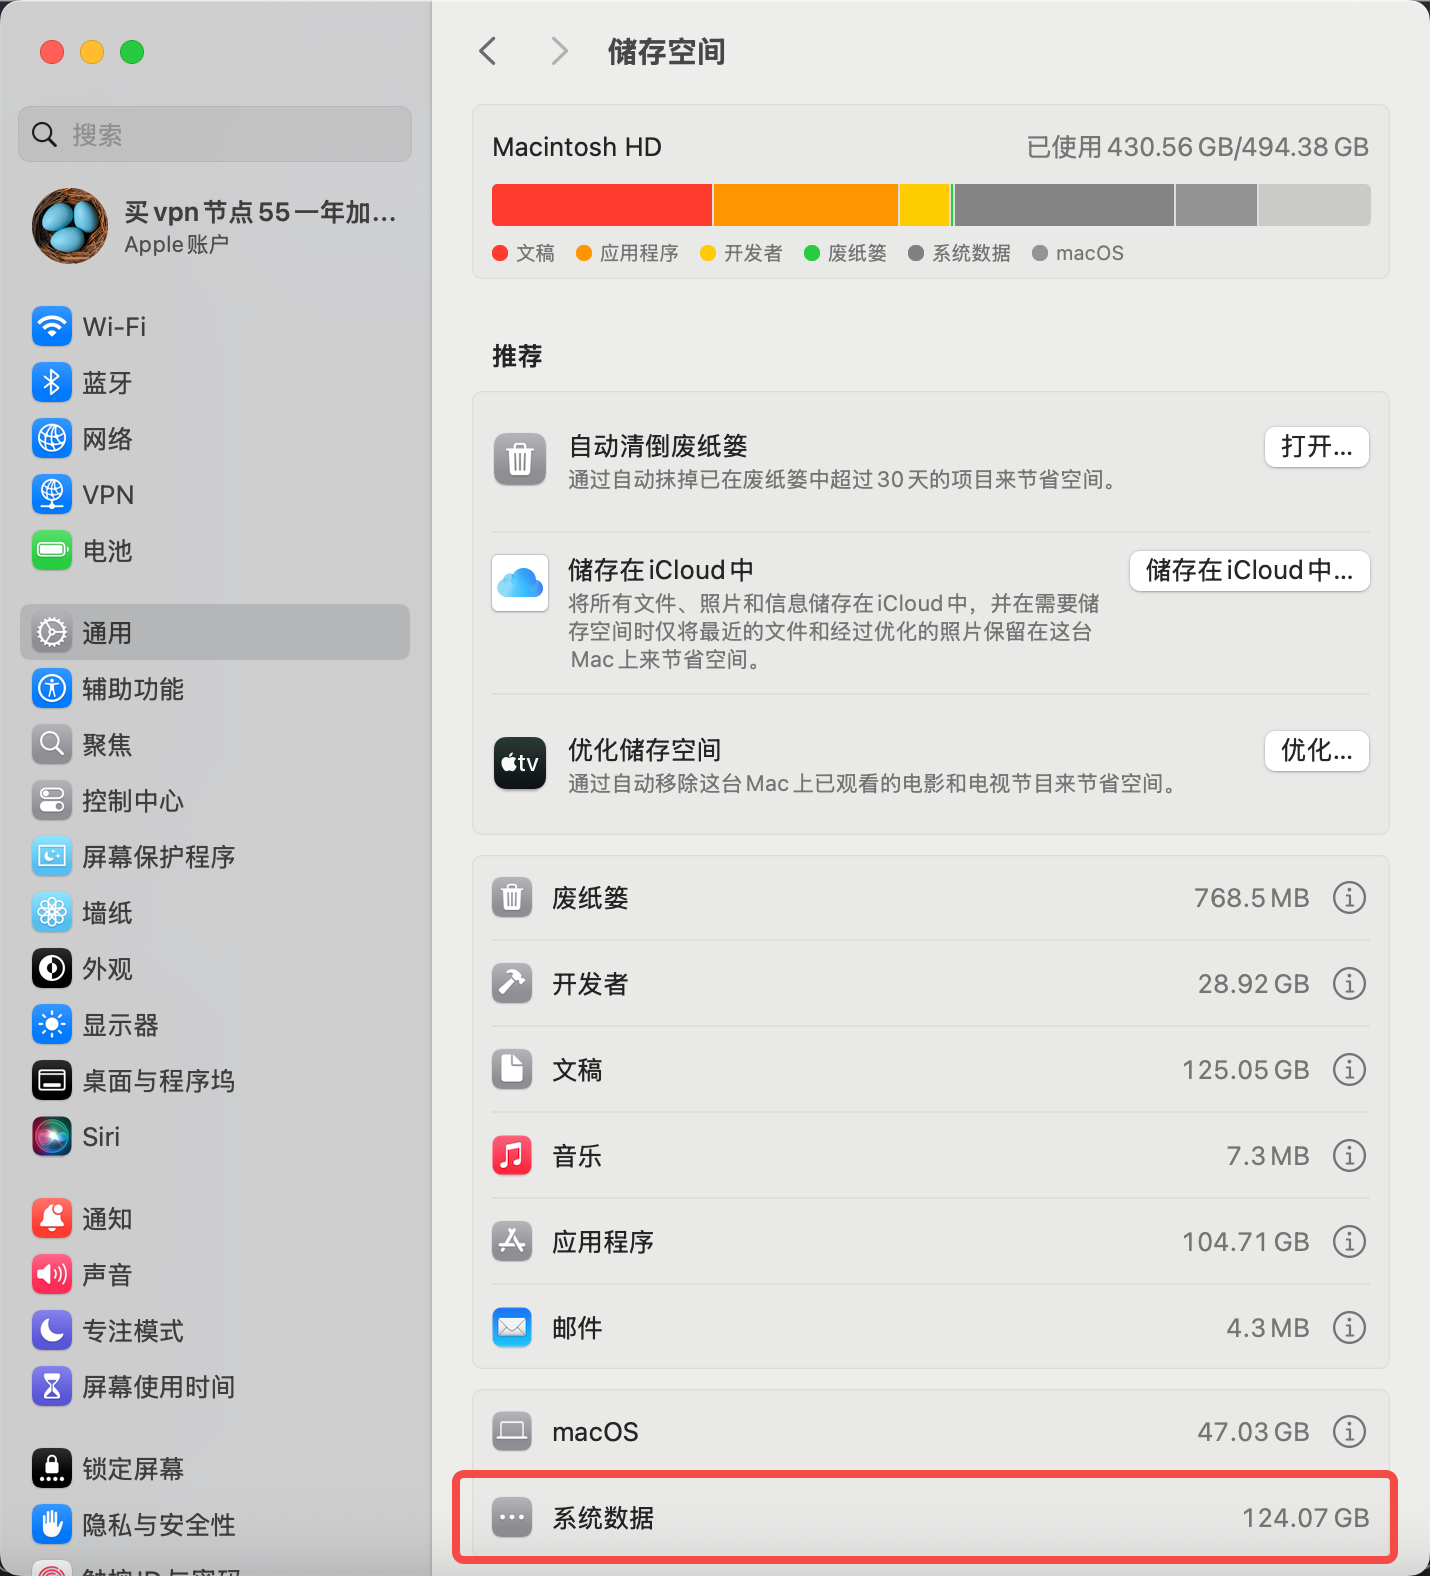 储存空间
搜索
买vpn节点55一年加...
Apple账户
Wi-Fi
蓝牙
网络
VPN
电池
通用
辅助功能
聚焦
控制中心
屏幕保护程序
墙纸
外观
显示器
桌面与程序坞
Siri
通知
声音
专注模式
屏幕使用时间
锁定屏幕
隐私与安全性
触控 ID 与密码
Macintosh HD
已使用 430.56 GB/494.38 GB
文稿
应用程序
开发者
废纸篓
系统数据
macOS
推荐
自动清倒废纸篓
通过自动抹掉已在废纸篓中超过30天的项目来节省空间。
打开...
储存在 iCloud 中
将所有文件、照片和信息储存在 iCloud 中，并在需要储
存空间时仅将最近的文件和经过优化的照片保留在这台
Mac 上来节省空间。
储存在 iCloud 中...
tv
优化储存空间
通过自动移除这台 Mac 上已观看的电影和电视节目来节省空间。
优化...
废纸篓
768.5 MB
开发者
28.92 GB
文稿
125.05 GB
音乐
7.3 MB
应用程序
104.71 GB
邮件
4.3 MB
macOS
47.03 GB
系统数据
124.07 GB